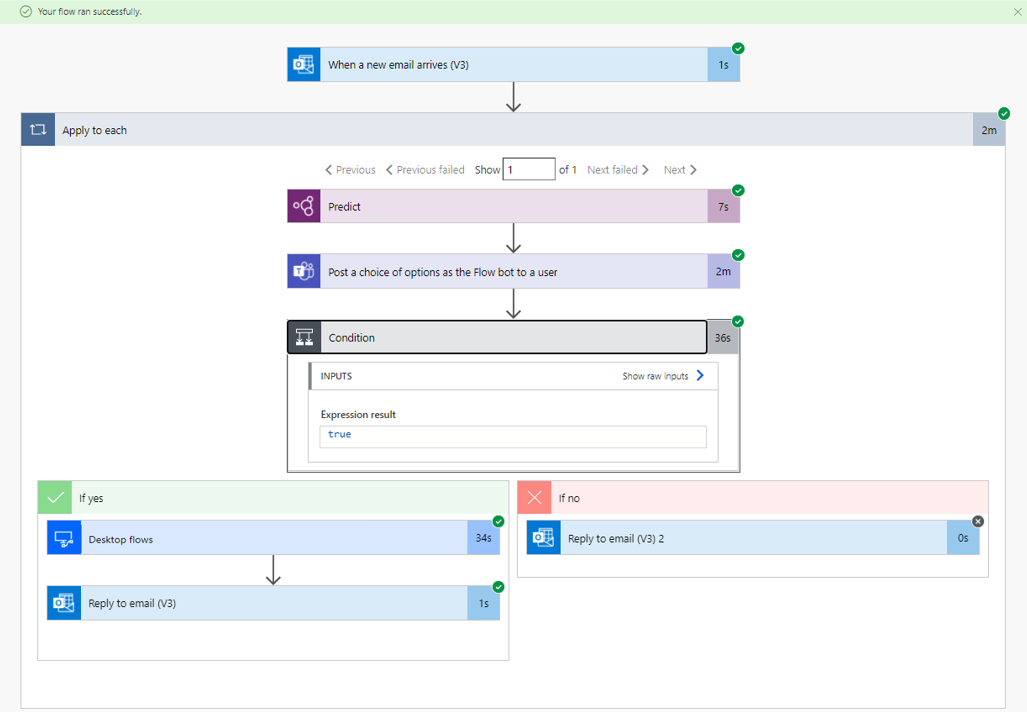 Your flow ran successfully.
When a new email arrives (V3) 1s
Apply to each 2m
Previous Previous failed Show 1 of 1 Next failed Next
Predict 7s
Post a choice of options as the Flow bot to a user 2m
Condition 36s
INPUTS Show raw inputs
Expression result
true
If yes
If no
Desktop flows 34s
Reply to email (V3) 2 0s
Reply to email (V3) 1s